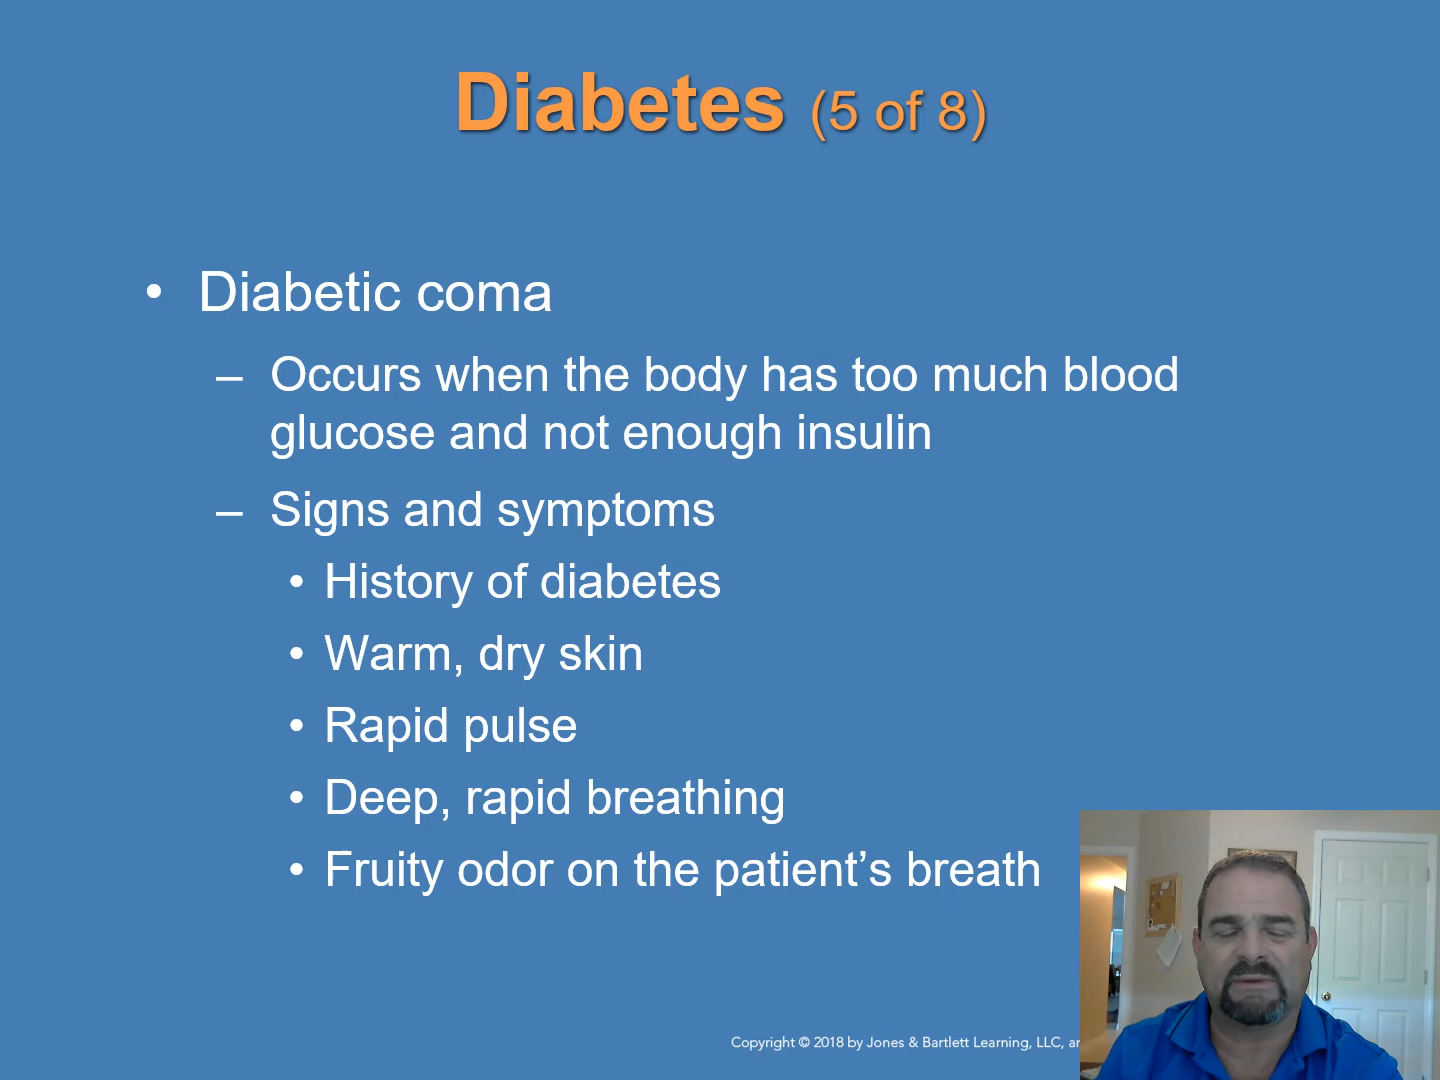 Diabetes (5 of 8)
• Diabetic coma
– Occurs when the body has too much blood
glucose and not enough insulin
– Signs and symptoms
• History of diabetes
• Warm, dry skin
• Rapid pulse
• Deep, rapid breathing
• Fruity odor on the patient’s breath
Copyright © 2018 by Jones & Bartlett Learning, LLC,